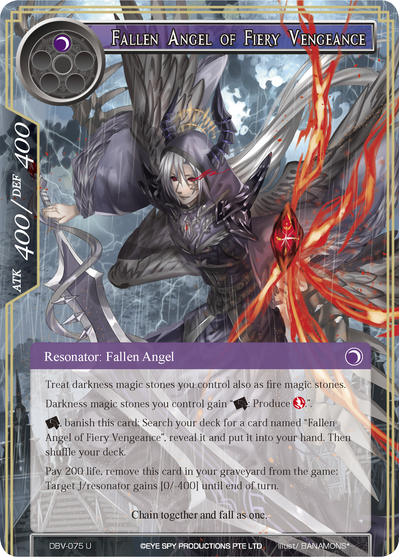 FALLEN ANGEL OF FIERY VENGEANCE
ATK 400/DEF 400
Resonator: Fallen Angel
Treat darkness magic stones you control also as fire magic stones.
Darkness magic stones you control gain “: Produce .”.
, banish this card: Search your deck for a card named “Fallen
Angel of Fiery Vengeance”, reveal it and put it into your hand. Then
shuffle your deck.
Pay 200 life, remove this card in your graveyard from the game:
Target J/resonator gains [0/-400] until end of turn.
Chain together and fall as one.
DBV-075 U
©EYE SPY PRODUCTIONS PTE LTD
Illust/ BANAMONS*